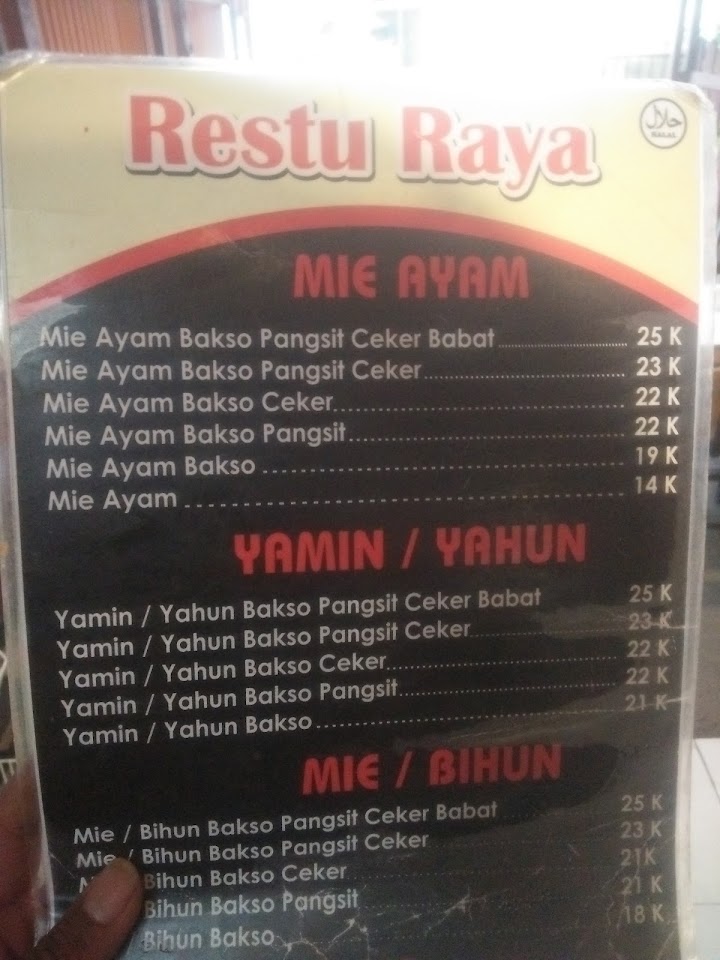 Restu Raya
حلال
HALAL
MIE AYAM
Mie Ayam Bakso Pangsit Ceker Babat 25 K
Mie Ayam Bakso Pangsit Ceker 23 K
Mie Ayam Bakso Ceker 22 K
Mie Ayam Bakso Pangsit 22 K
Mie Ayam Bakso 19 K
Mie Ayam 14 K
YAMIN / YAHUN
Yamin / Yahun Bakso Pangsit Ceker Babat 25 K
Yamin / Yahun Bakso Pangsit Ceker 23 K
Yamin / Yahun Bakso Ceker 22 K
Yamin / Yahun Bakso Pangsit 22 K
Yamin / Yahun Bakso 21 K
MIE / BIHUN
Mie / Bihun Bakso Pangsit Ceker Babat 25 K
Mie / Bihun Bakso Pangsit Ceker 23 K
Bihun Bakso Ceker 21K
Bihun Bakso Pangsit 21 K
Bihun Bakso 18 K